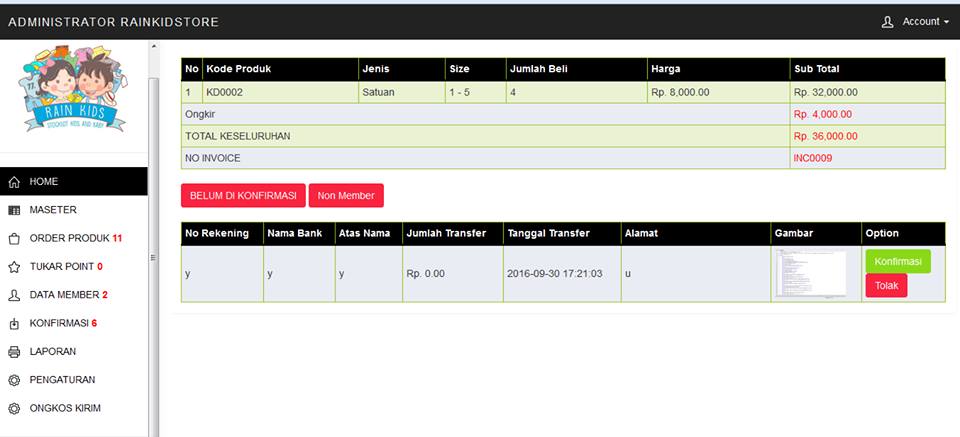 ADMINISTRATOR RAINKIDSTORE
Account
RAIN KIDS
STOCKIST KIDS AND BABY
HOME
MASETER
ORDER PRODUK 11
TUKAR POINT 0
DATA MEMBER 2
KONFIRMASI 6
LAPORAN
PENGATURAN
ONGKOS KIRIM
No Kode Produk Jenis Size Jumlah Beli Harga Sub Total
1 KD0002 Satuan 1 - 5 4 Rp. 8,000.00 Rp. 32,000.00
Ongkir Rp. 4,000.00
TOTAL KESELURUHAN Rp. 36,000.00
NO INVOICE INC0009
BELUM DI KONFIRMASI Non Member
No Rekening Nama Bank Atas Nama Jumlah Transfer Tanggal Transfer Alamat Gambar Option
y y y Rp. 0.00 2016-09-30 17:21:03 u Konfirmasi
Tolak